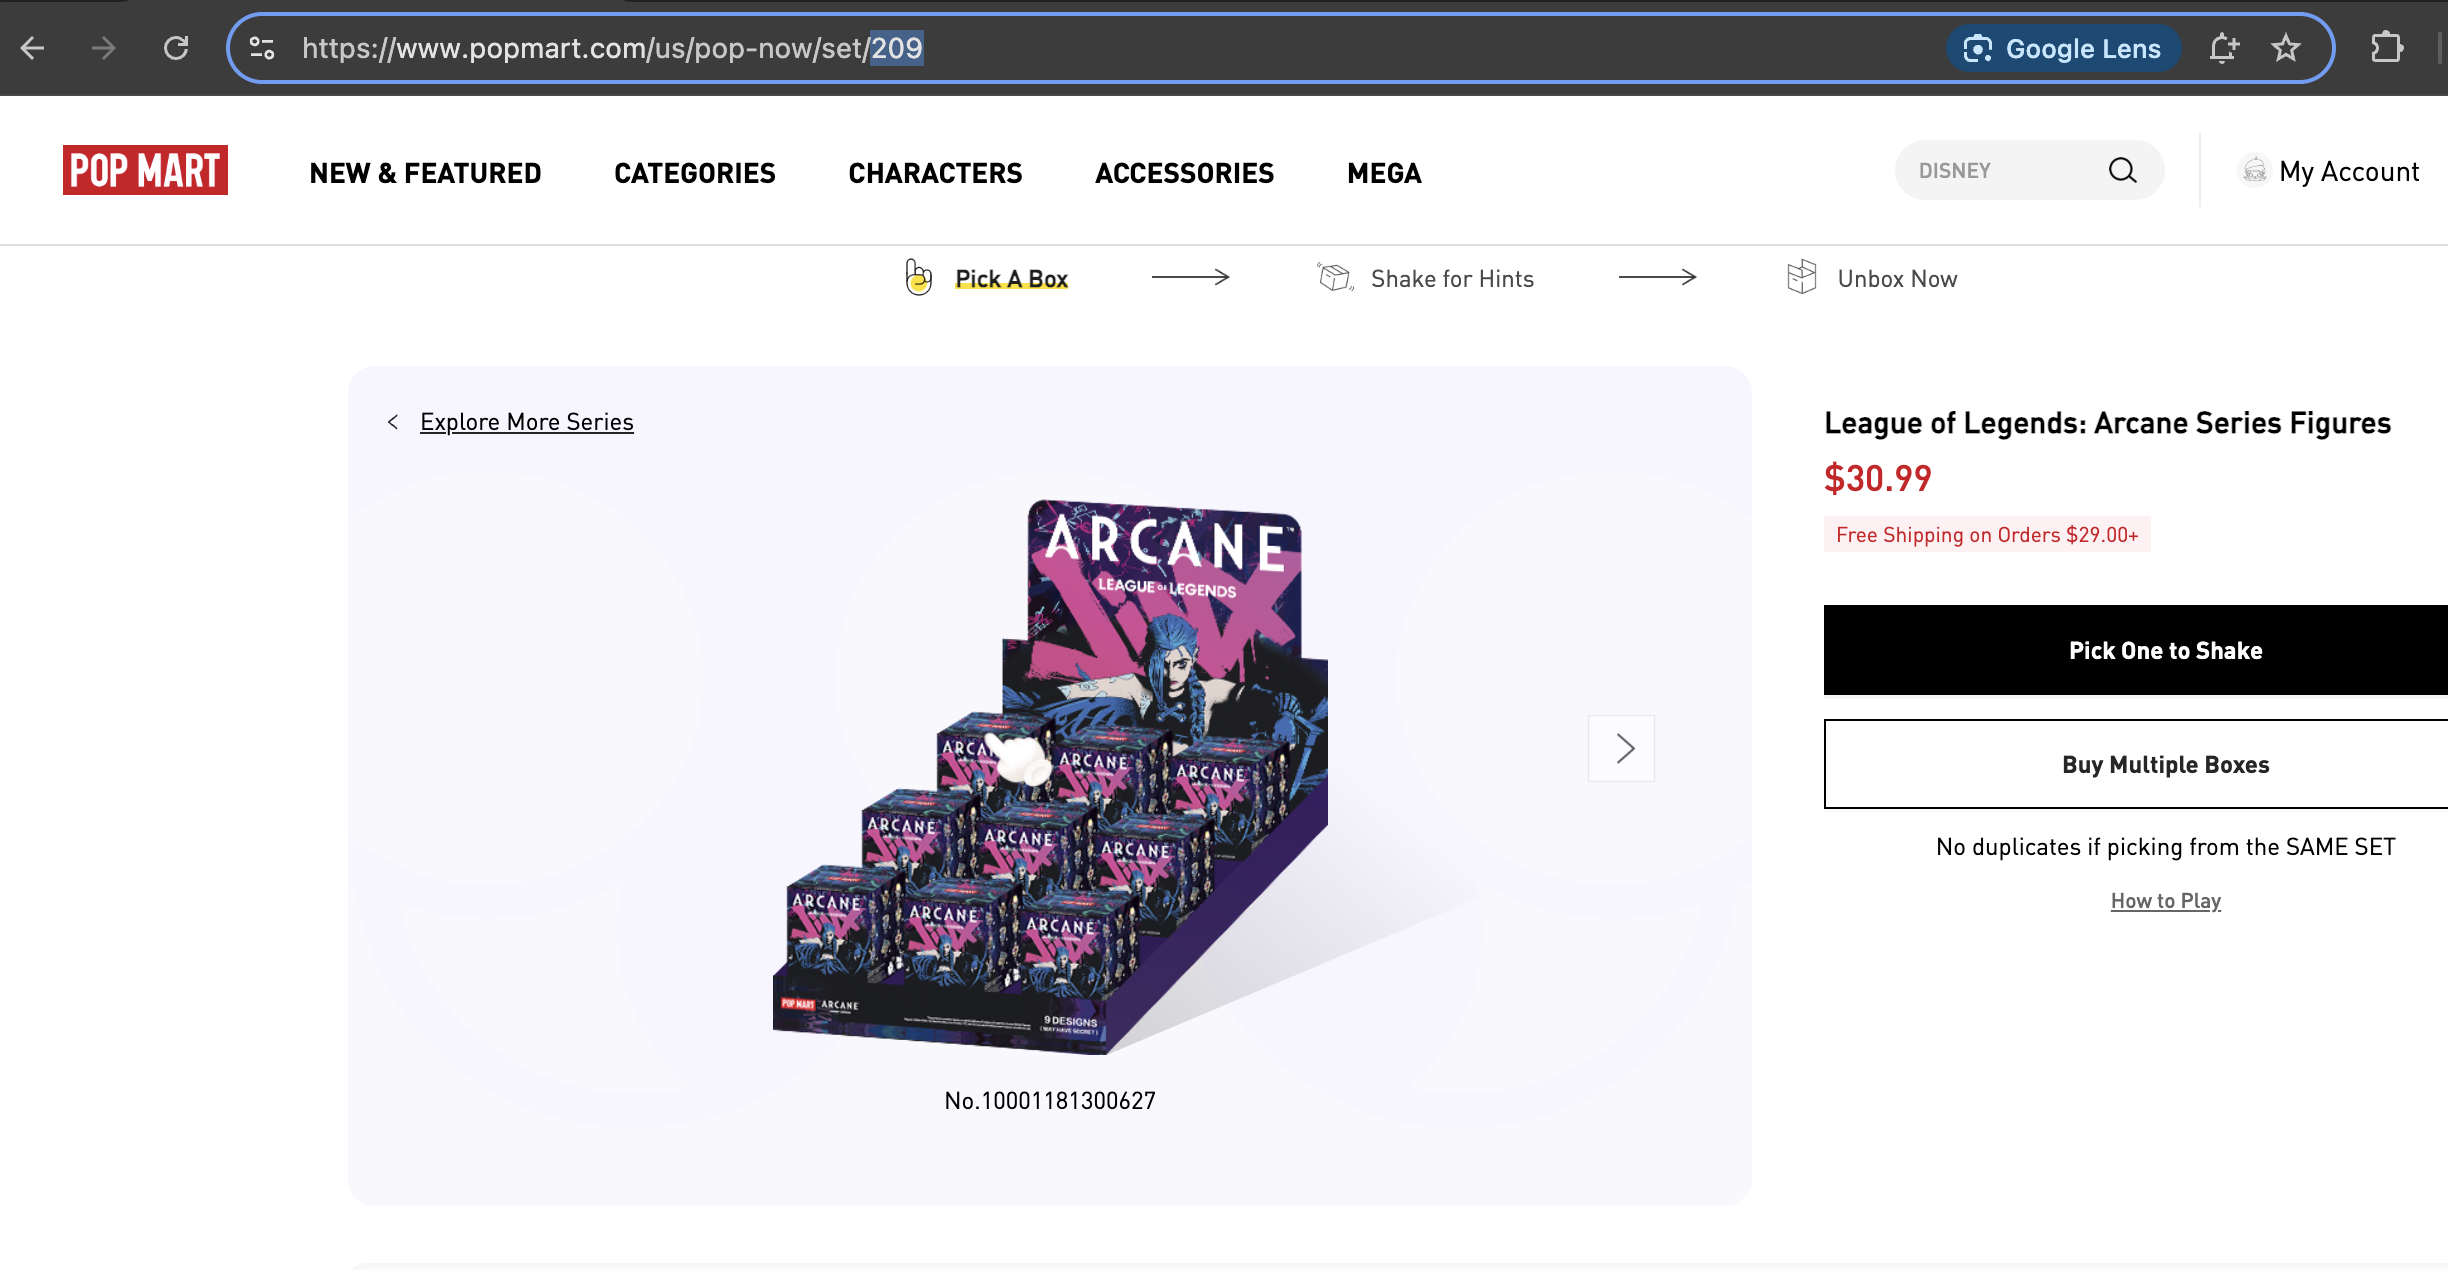 https://www.popmart.com/us/pop-now/set/209
Google Lens
POP MART
NEW & FEATURED
CATEGORIES
CHARACTERS
ACCESSORIES
MEGA
DISNEY
My Account
Pick A Box
Shake for Hints
Unbox Now
Explore More Series
League of Legends: Arcane Series Figures
$30.99
Free Shipping on Orders $29.00+
Pick One to Shake
Buy Multiple Boxes
No duplicates if picking from the SAME SET
How to Play
ARCANE
LEAGUE OF LEGENDS
JINX
ARCANE
ARCANE
ARCANE
ARCANE
ARCANE
ARCANE
ARCANE
ARCANE
ARCANE
POP MART ARCANE
9 DESIGNS
(MAY HAVE SECRET)
No.10001181300627